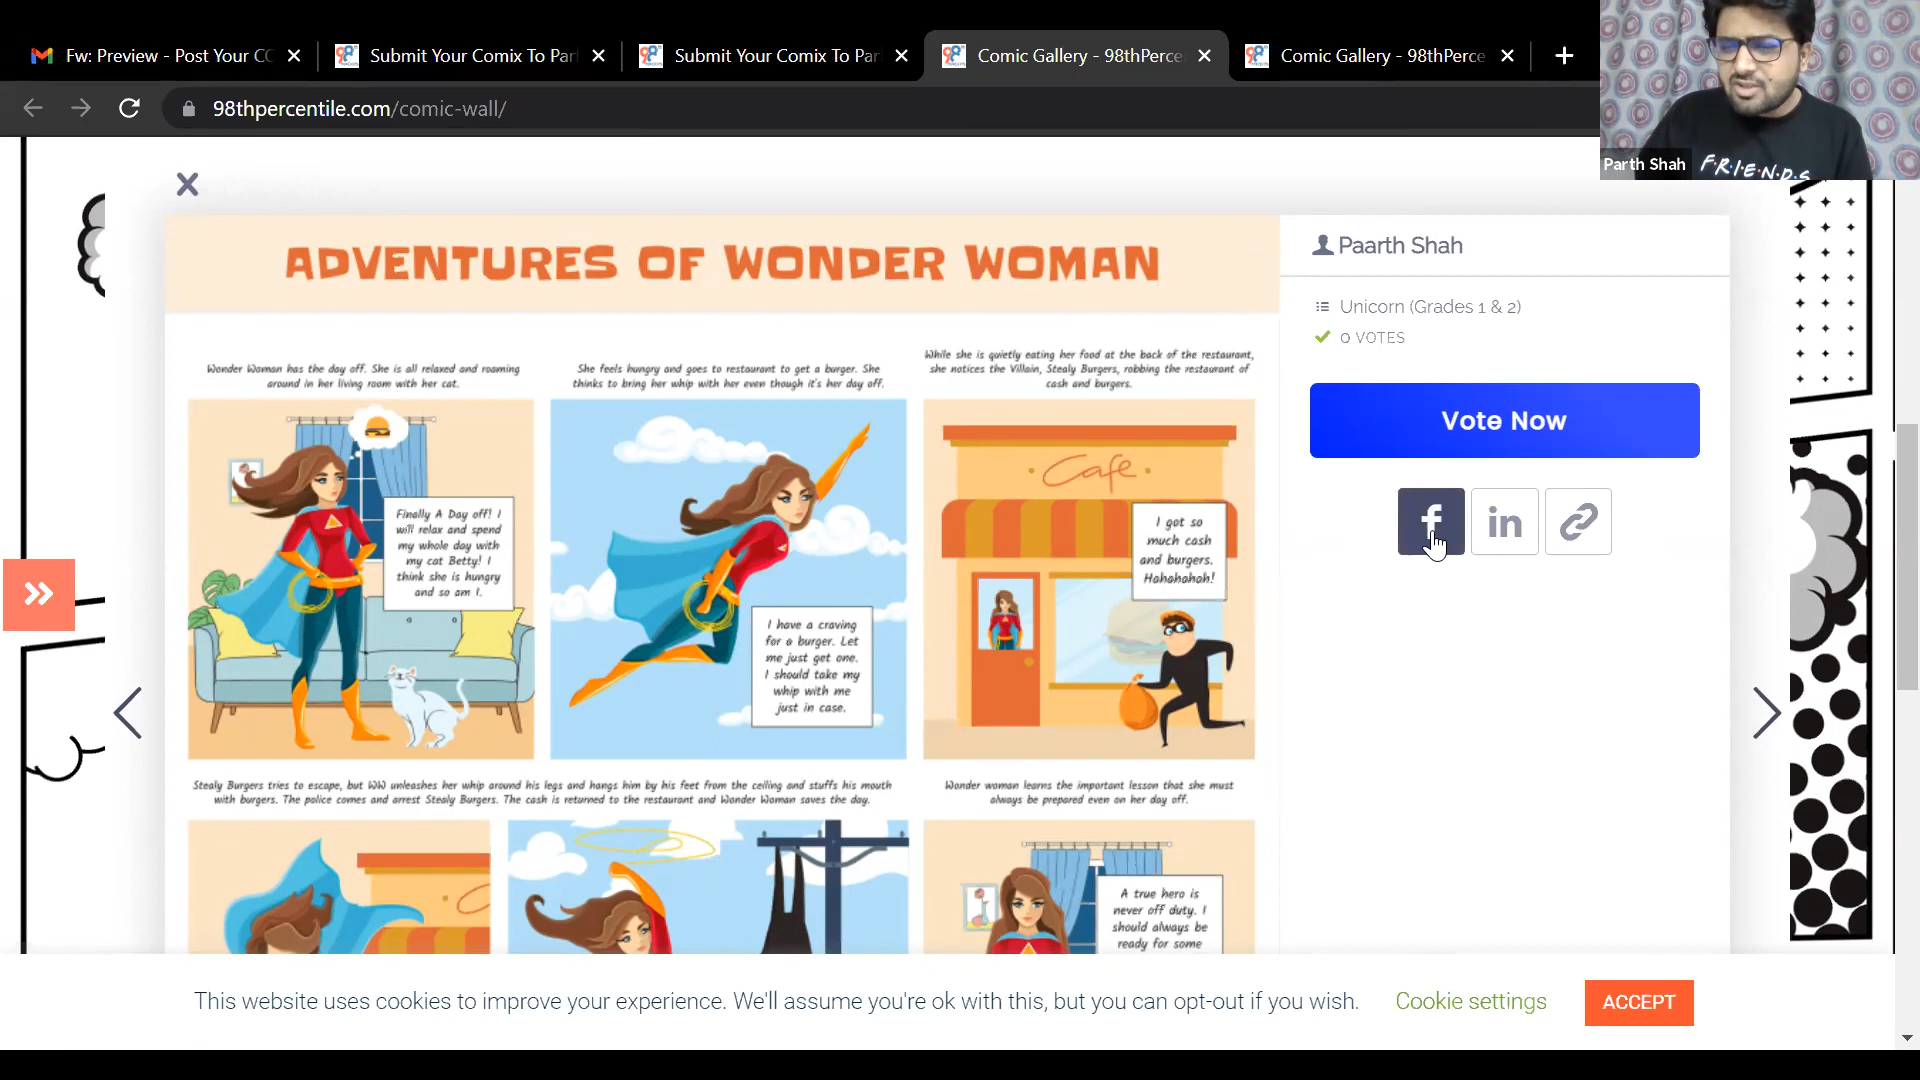 Fw: Preview - Post Your CC
Submit Your Comix To Par
Submit Your Comix To Par
Comic Gallery - 98thPerce
Comic Gallery - 98thPerce
98thpercentile.com/comic-wall/
Parth Shah
F.R.I.E.N.D.S
ADVENTURES OF WONDER WOMAN
Paarth Shah
Unicorn (Grades 1 & 2)
0 VOTES
Vote Now
Wonder Woman has the day off. She is all relaxed and roaming
around in her living room with her cat.
She feels hungry and goes to restaurant to get a burger. She
thinks to bring her whip with her even though it's her day off.
While she is quietly eating her food at the back of the restaurant,
she notices the Villain, Stealy Burgers, robbing the restaurant of
cash and burgers.
Finally A Day off! I
will relax and spend
my whole day with
my cat Betty! I
think she is hungry
and so am I.
I have a craving
for a burger. Let
me just get one.
I should take my
whip with me
just in case.
Cafe
I got so
much cash
and burgers.
Hahahahah!
Stealy Burgers tries to escape, but WW unleashes her whip around his legs and hangs him by his feet from the ceiling and stuffs his mouth
with burgers. The police comes and arrest Stealy Burgers. The cash is returned to the restaurant and Wonder Woman saves the day.
Wonder woman learns the important lesson that she must
always be prepared even on her day off.
A true hero is
never off duty. I
should always be
ready for some
This website uses cookies to improve your experience. We'll assume you're ok with this, but you can opt-out if you wish.
Cookie settings
ACCEPT